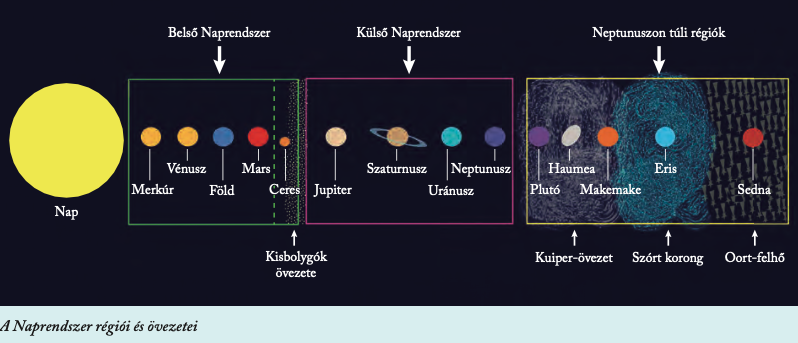 Belső Naprendszer
Külső Naprendszer
Neptunuszon túli régiók
Vénusz
Mars
Szaturnusz
Neptunusz
Haumea
Eris
Merkúr
Föld
Ceres
Jupiter
Uránusz
Plutó
Makemake
Sedna
Nap
Kisbolygók
övezete
Kuiper-övezet
Szórt korong
Oort-felhő
A Naprendszer régiói és övezetei